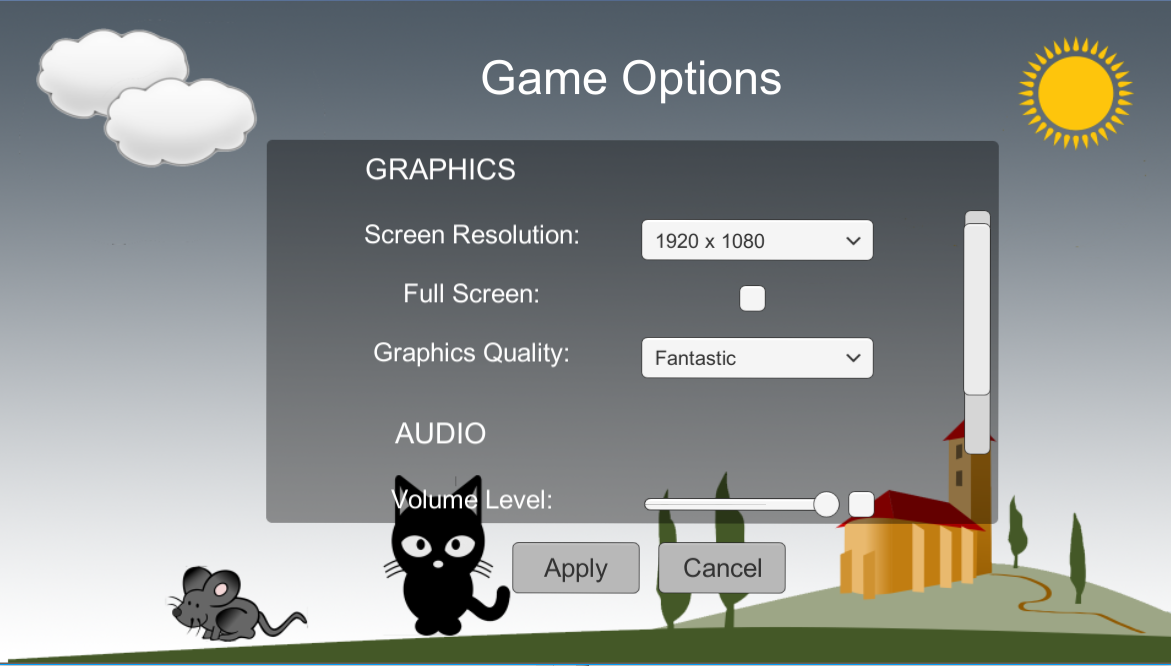 Game Options
GRAPHICS
Screen Resolution: 1920 x 1080
Full Screen:
Graphics Quality: Fantastic
AUDIO
Volume Level:
Apply Cancel